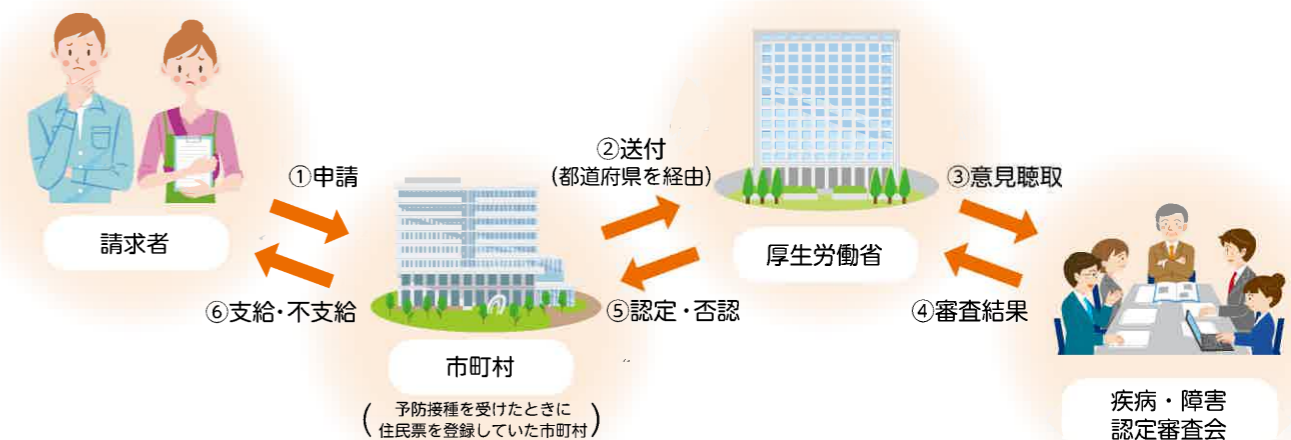 ①申請
請求者
⑥支給・不支給
②送付
(都道府県を経由)
市町村
(予防接種を受けたときに
住民票を登録していた市町村)
⑤認定・否認
厚生労働省
③意見聴取
④審査結果
疾病・障害
認定審査会